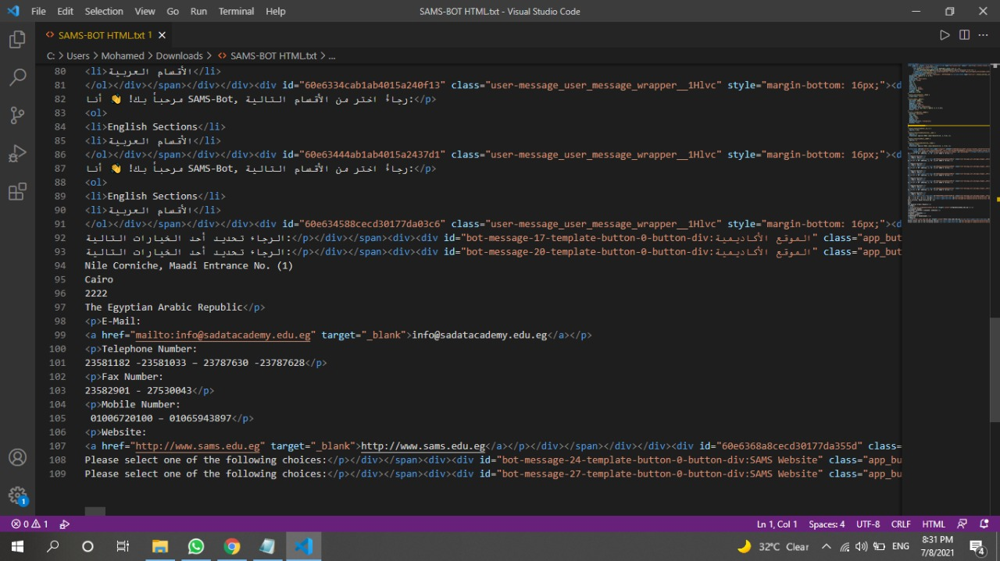 File Edit Selection View Go Run Terminal Help SAMS-BOT HTML.txt - Visual Studio Code
SAMS-BOT HTML.txt 1
C: > Users > Mohamed > Downloads > SAMS-BOT HTML.txt > ...
80 <li>الأقسام العربية</li>
81 </ol></div></span></div></div><div id="60e6334cab1ab4015a240f13" class="user-message_user_message_wrapper__1Hlvc" style="margin-bottom: 16px;"><d
82 مرحباً بك! 👋 أنا SAMS-Bot, رجاءً اختر من الأقسام التالية:</p>
83 <ol>
84 <li>English Sections</li>
85 <li>الأقسام العربية</li>
86 </ol></div></span></div></div><div id="60e63444ab1ab4015a2437d1" class="user-message_user_message_wrapper__1Hlvc" style="margin-bottom: 16px;"><d
87 مرحباً بك! 👋 أنا SAMS-Bot, رجاءً اختر من الأقسام التالية:</p>
88 <ol>
89 <li>English Sections</li>
90 <li>الأقسام العربية</li>
91 </ol></div></span></div></div><div id="60e634588cecd30177da03c6" class="user-message_user_message_wrapper__1Hlvc" style="margin-bottom: 16px;"><d
92 الرجاء تحديد أحد الخيارات التالية:</p></div></span><div><div id="bot-message-17-template-button-0-button-div:الموقع الأكاديمية" class="app_but
93 الرجاء تحديد أحد الخيارات التالية:</p></div></span><div><div id="bot-message-20-template-button-0-button-div:الموقع الأكاديمية" class="app_but
94 Nile Corniche, Maadi Entrance No. (1)
95 Cairo
96 2222
97 The Egyptian Arabic Republic</p>
98 <p>E-Mail:
99 <a href="mailto:info@sadatacademy.edu.eg" target="_blank">info@sadatacademy.edu.eg</a></p>
100 <p>Telephone Number:
101 23581182 -23581033 – 23787630 -23787628</p>
102 <p>Fax Number:
103 23582901 - 27530043</p>
104 <p>Mobile Number:
105 01006720100 – 01065943897</p>
106 <p>Website:
107 <a href="http://www.sams.edu.eg" target="_blank">http://www.sams.edu.eg</a></p></div></span></div></div><div id="60e6368a8cecd30177da355d" class=
108 Please select one of the following choices:</p></div></span><div><div id="bot-message-24-template-button-0-button-div:SAMS Website" class="app_bu
109 Please select one of the following choices:</p></div></span><div><div id="bot-message-27-template-button-0-button-div:SAMS Website" class="app_bu
1
0 1 Ln 1, Col 1 Spaces: 4 UTF-8 CRLF HTML
32°C Clear ENG 8:31 PM
7/8/2021 4